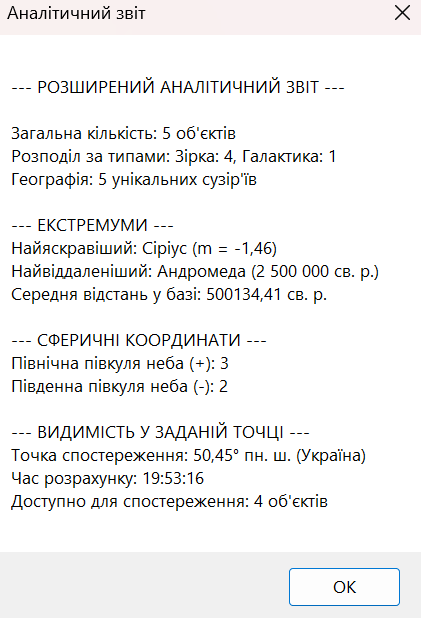 Аналітичний звіт
--- РОЗШИРЕНИЙ АНАЛІТИЧНИЙ ЗВІТ ---
Загальна кількість: 5 об'єктів
Розподіл за типами: Зірка: 4, Галактика: 1
Географія: 5 унікальних сузір'їв
--- ЕКСТРЕМУМИ ---
Найяскравіший: Сіріус (m = -1,46)
Найвіддаленіший: Андромеда (2 500 000 св. р.)
Середня відстань у базі: 500134,41 св. р.
--- СФЕРИЧНІ КООРДИНАТИ ---
Північна півкуля неба (+): 3
Південна півкуля неба (-): 2
--- ВИДИМІСТЬ У ЗАДАНІЙ ТОЧЦІ ---
Точка спостереження: 50,45° пн. ш. (Україна)
Час розрахунку: 19:53:16
Доступно для спостереження: 4 об'єктів
OK